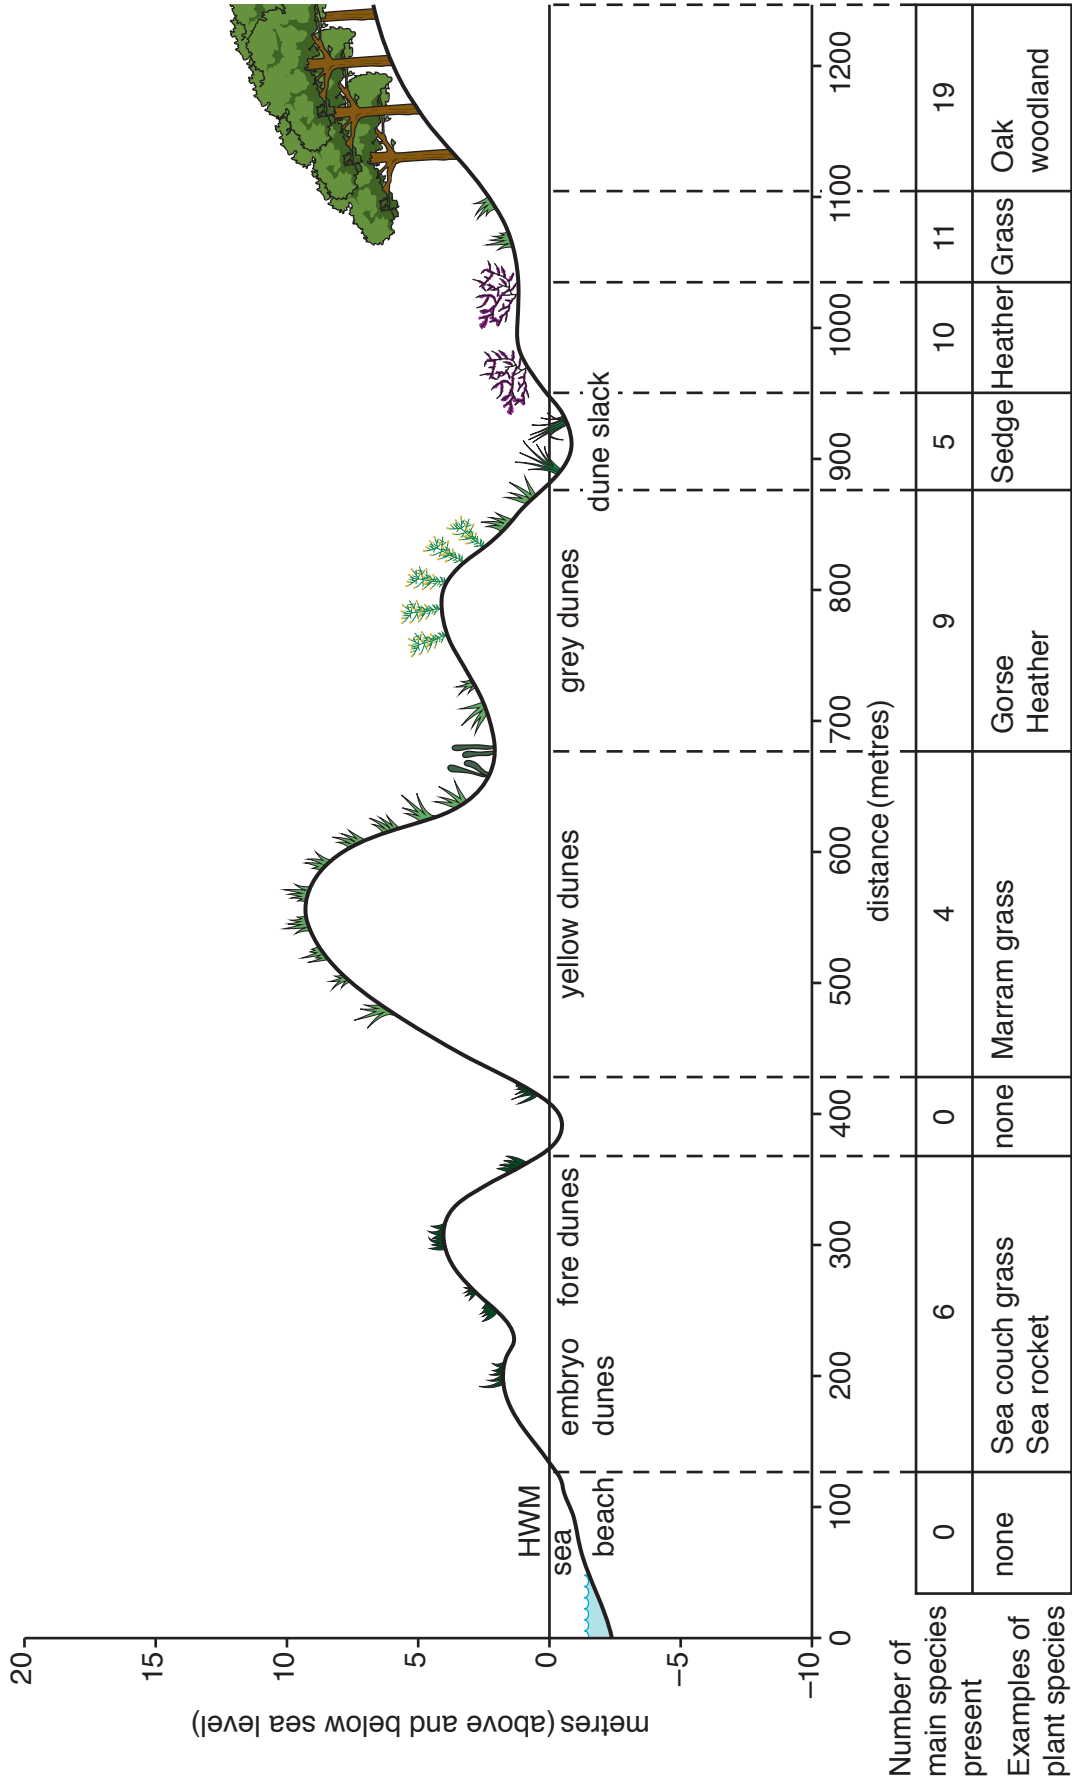 20
15
10
5
0
–5
–10
metres (above and below sea level)
HWM
sea
beach
embryo
dunes
fore dunes
yellow dunes
grey dunes
dune slack
0
100
200
300
400
500
600
700
800
900
1000
1100
1200
distance (metres)
Number of
main species
present
0
6
0
4
9
5
10
11
19
Examples of
plant species
none
Sea couch grass
Sea rocket
none
Marram grass
Gorse
Heather
Sedge
Heather
Grass
Oak
woodland